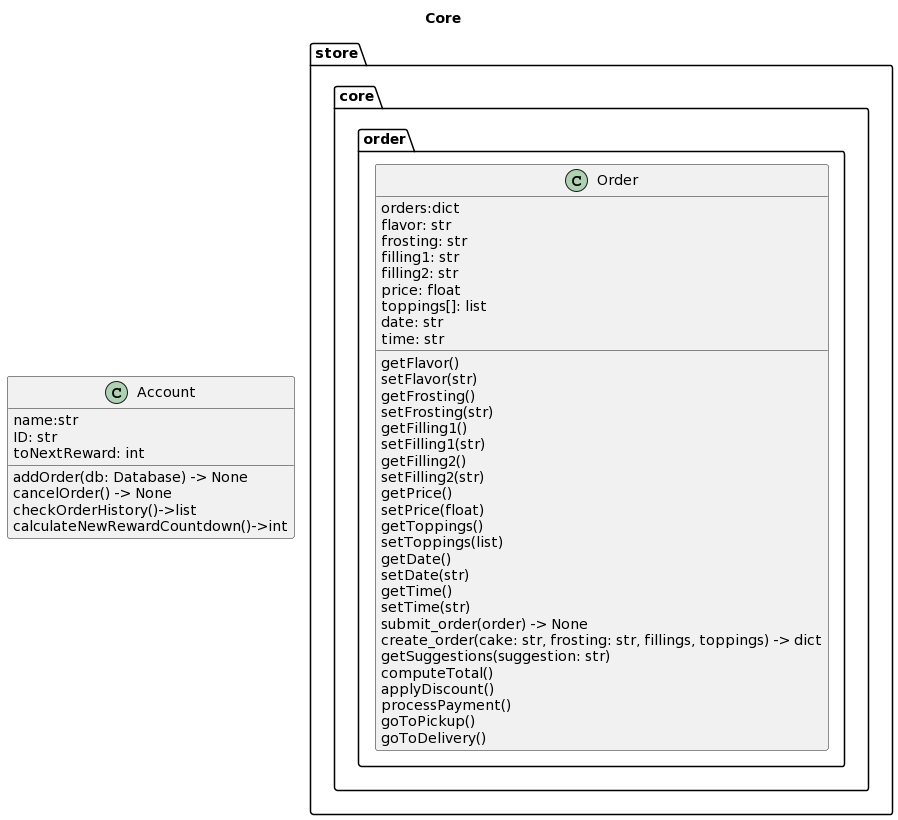 Core
store
core
order
C Order
orders:dict
flavor: str
frosting: str
filling1: str
filling2: str
price: float
toppings[]: list
date: str
time: str
getFlavor()
setFlavor(str)
getFrosting()
setFrosting(str)
getFilling1()
setFilling1(str)
getFilling2()
setFilling2(str)
getPrice()
setPrice(float)
getToppings()
setToppings(list)
getDate()
setDate(str)
getTime()
setTime(str)
submit_order(order) -> None
create_order(cake: str, frosting: str, fillings, toppings) -> dict
getSuggestions(suggestion: str)
computeTotal()
applyDiscount()
processPayment()
goToPickup()
goToDelivery()
C Account
name:str
ID: str
toNextReward: int
addOrder(db: Database) -> None
cancelOrder() -> None
checkOrderHistory()->list
calculateNewRewardCountdown()->int